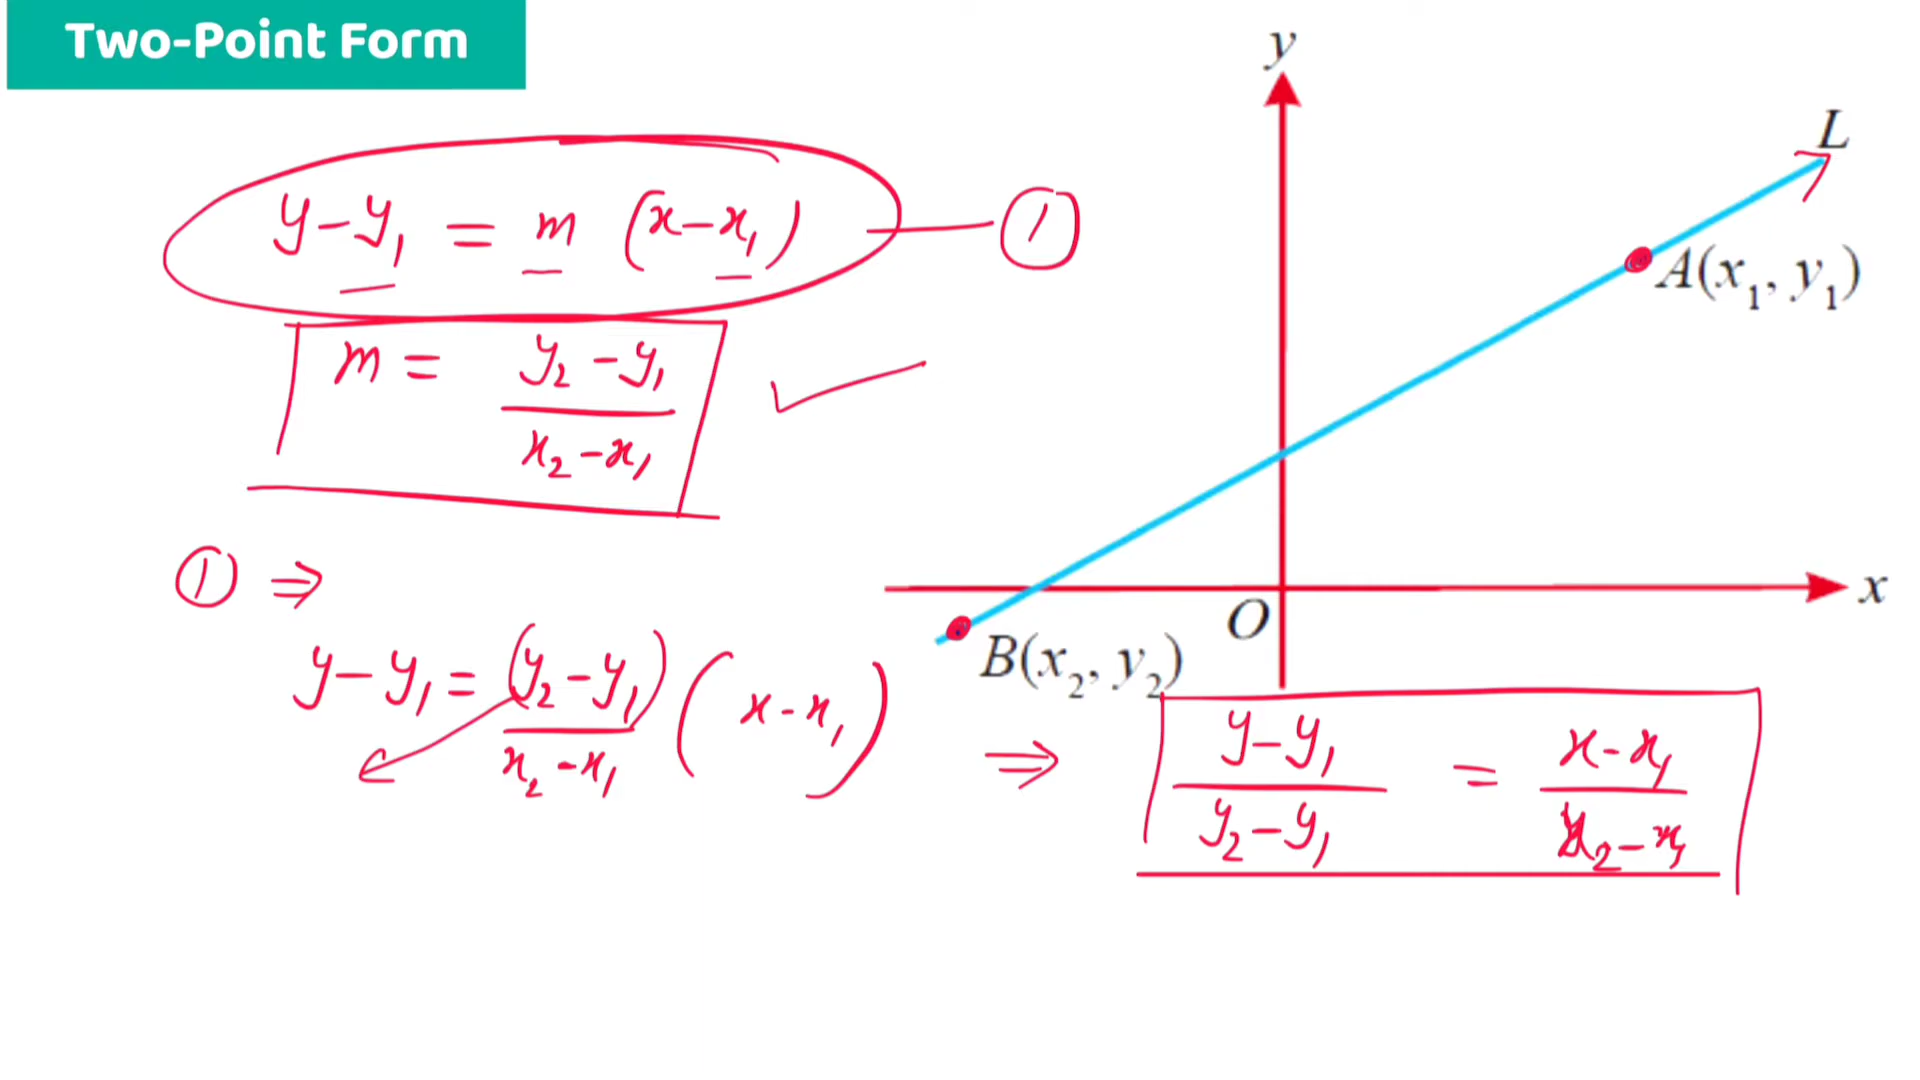 Two-Point Form
y-y₁ = m (x-x₁) — ①
m = y₂-y₁ / x₂-x₁
① ⇒
y-y₁ = (y₂-y₁) / x₂-x₁ (x-x₁)
⇒ y-y₁ / y₂-y₁ = x-x₁ / x₂-x₁
y
L
A(x₁, y₁)
x
O
B(x₂, y₂)